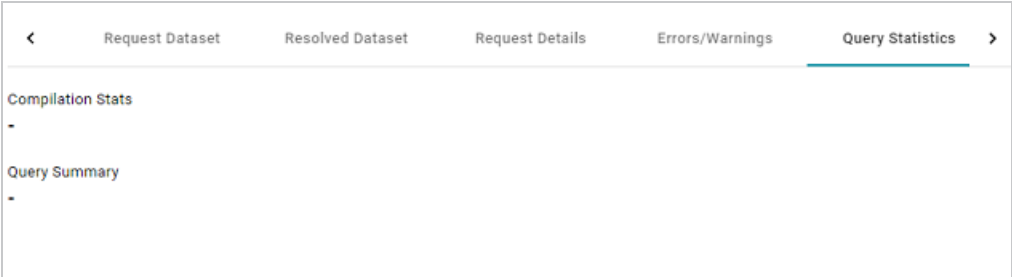 Request Dataset Resolved Dataset Request Details Errors/Warnings Query Statistics
Compilation Stats
-
Query Summary
-